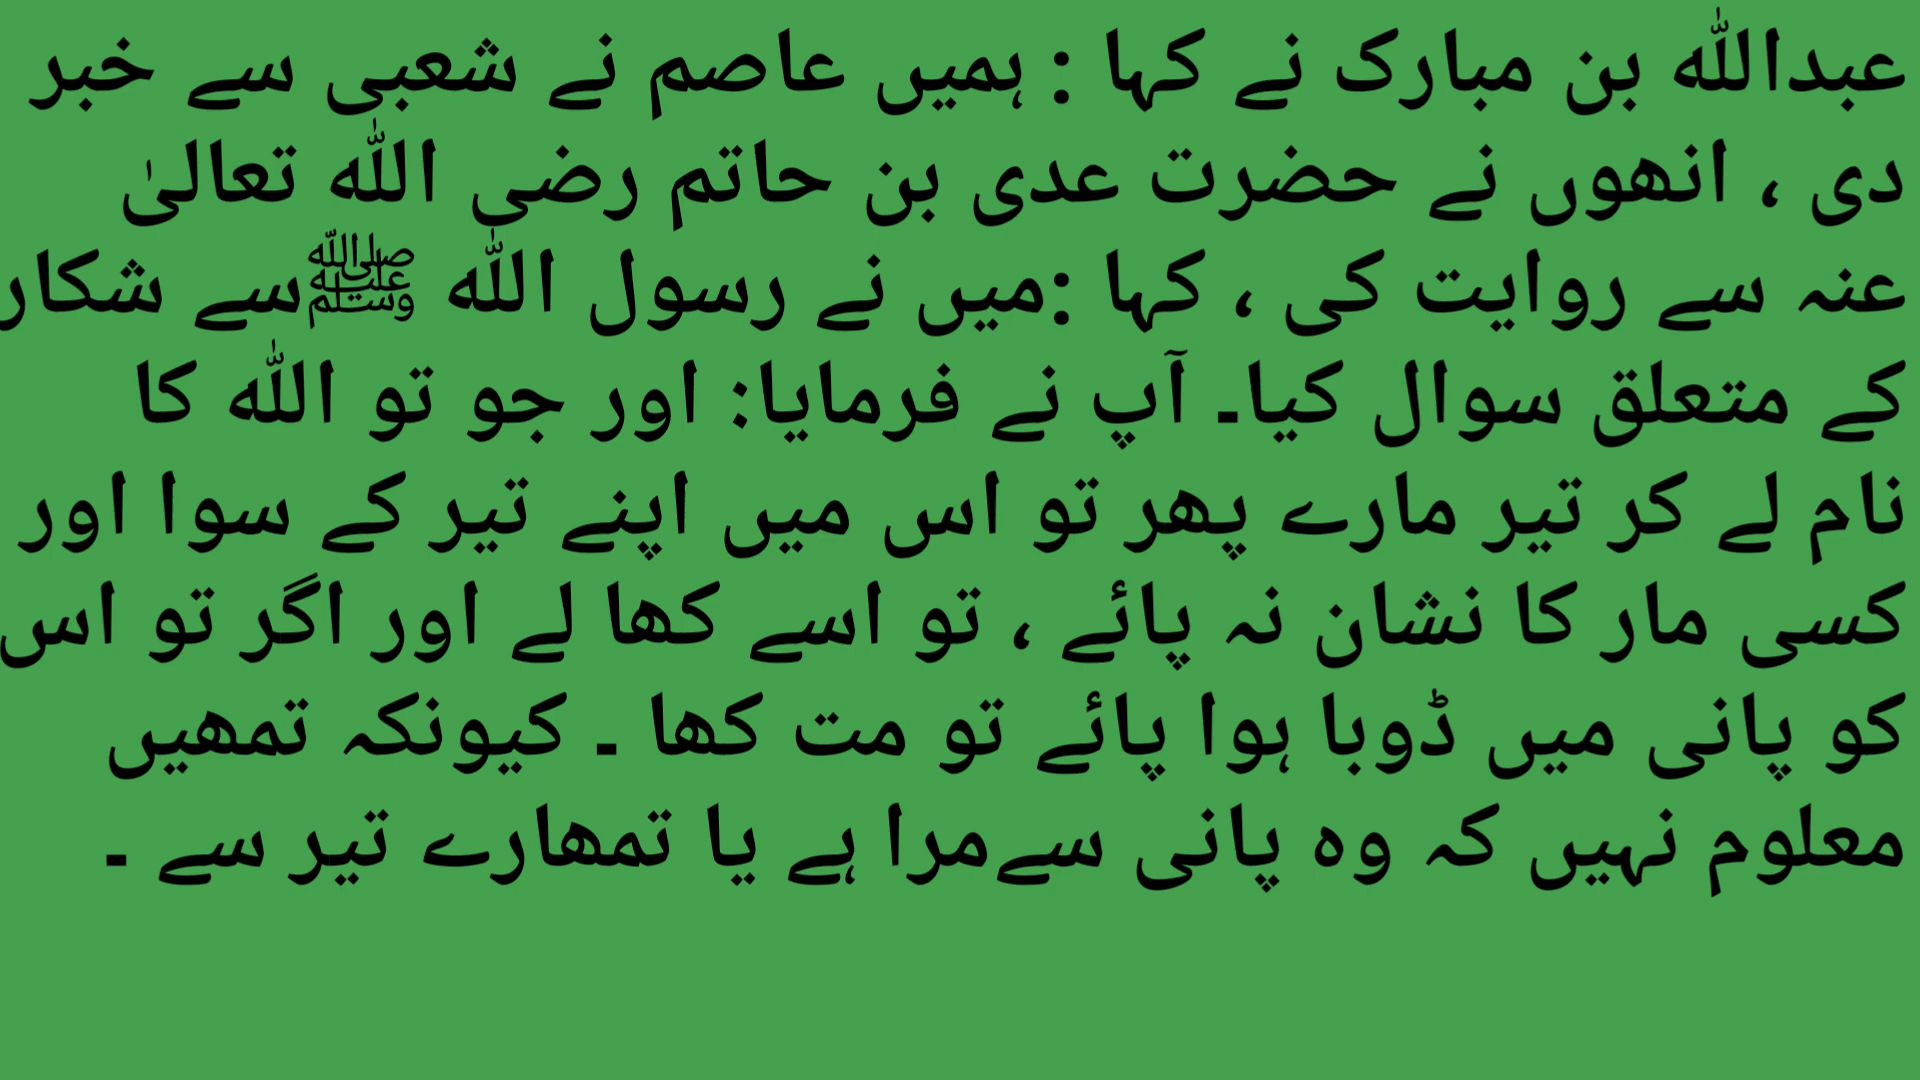 عبداللہ بن مبارک نے کہا : ہمیں عاصم نے شعبی سے خبر
دی ، انھوں نے حضرت عدی بن حاتم رضی اللہ تعالیٰ
عنہ سے روایت کی ، کہا :میں نے رسول اللہ ﷺسے شکار
کے متعلق سوال کیا۔ آپ نے فرمایا: اور جو تو اللہ کا
نام لے کر تیر مارے پھر تو اس میں اپنے تیر کے سوا اور
کسی مار کا نشان نہ پائے ، تو اسے کھا لے اور اگر تو اس
کو پانی میں ڈوبا ہوا پائے تو مت کھا ۔ کیونکہ تمھیں
معلوم نہیں کہ وہ پانی سےمرا ہے یا تمھارے تیر سے ۔